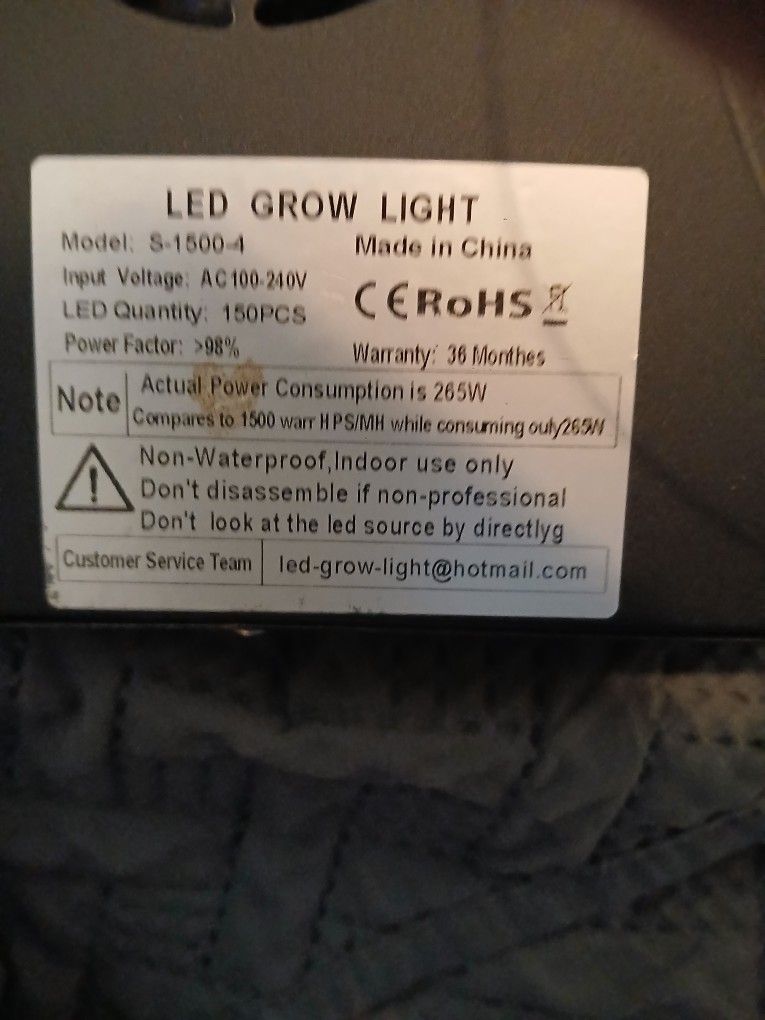 LED GROW LIGHT
Model: S-1500-4
Made in China
Input Voltage: AC100-240V
LED Quantity: 150PCS
CE RoHS
Power Factor: >98%
Warranty: 36 Monthes
Note
Actual Power Consumption is 265W
Compares to 1500 warr HPS/MH while consuming outy265W
Non-Waterproof,Indoor use only
Don't disassemble if non-professional
Don't look at the led source by directlyg
Customer Service Team
led-grow-light@hotmail.com